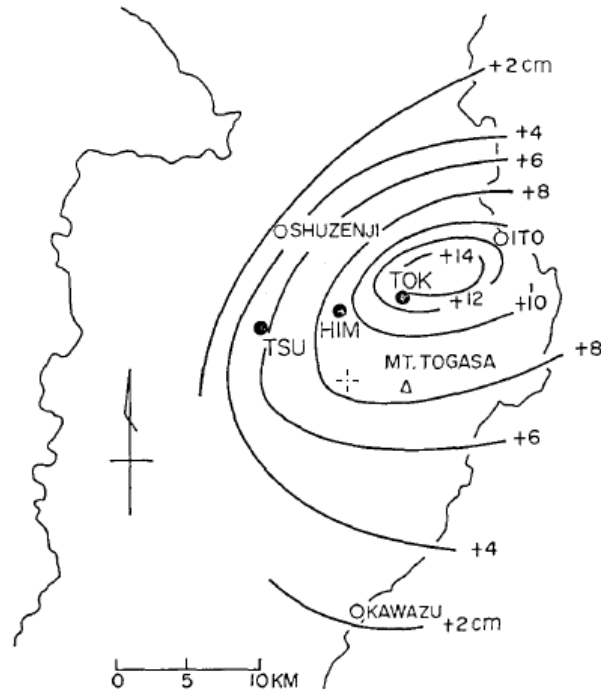 +2 cm
+4
+6
+8
SHUZENJI
ITO
+14
TOK
+12
+10
HIM
TSU
MT. TOGASA
+8
+6
+4
KAWAZU
+2 cm
0 5 10 KM